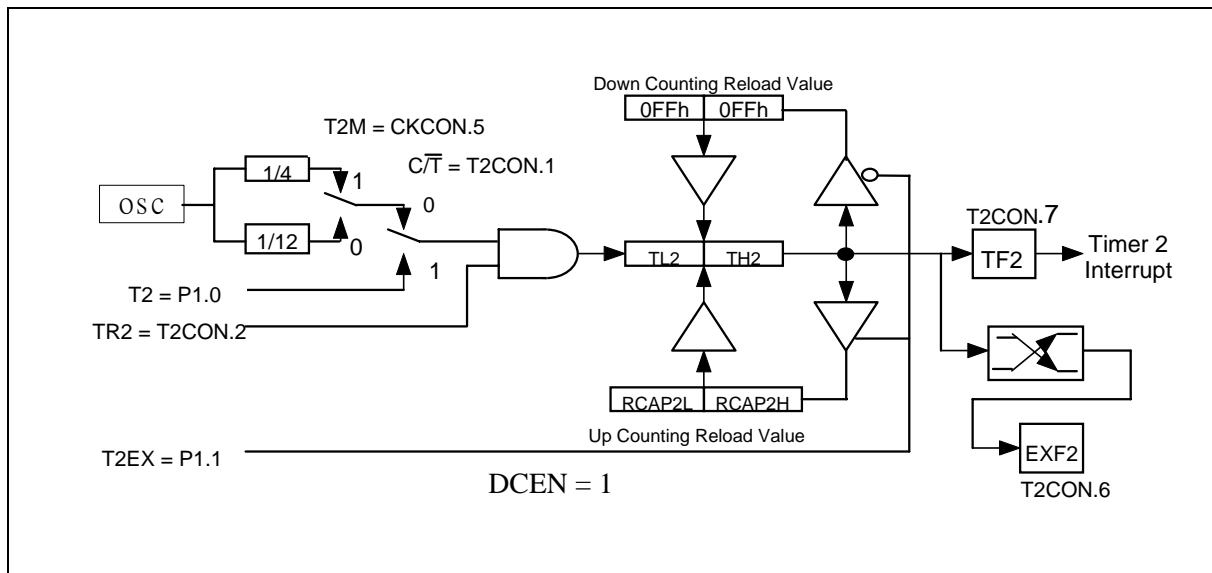 Down Counting Reload Value
0FFh 0FFh
T2M = CKCON.5
C/T̅ = T2CON.1
1/4
1
0
OSC
T2CON.7
1/12
0
TL2 TH2
TF2
Timer 2
Interrupt
1
T2 = P1.0
TR2 = T2CON.2
RCAP2L RCAP2H
Up Counting Reload Value
T2EX = P1.1
EXF2
DCEN = 1
T2CON.6